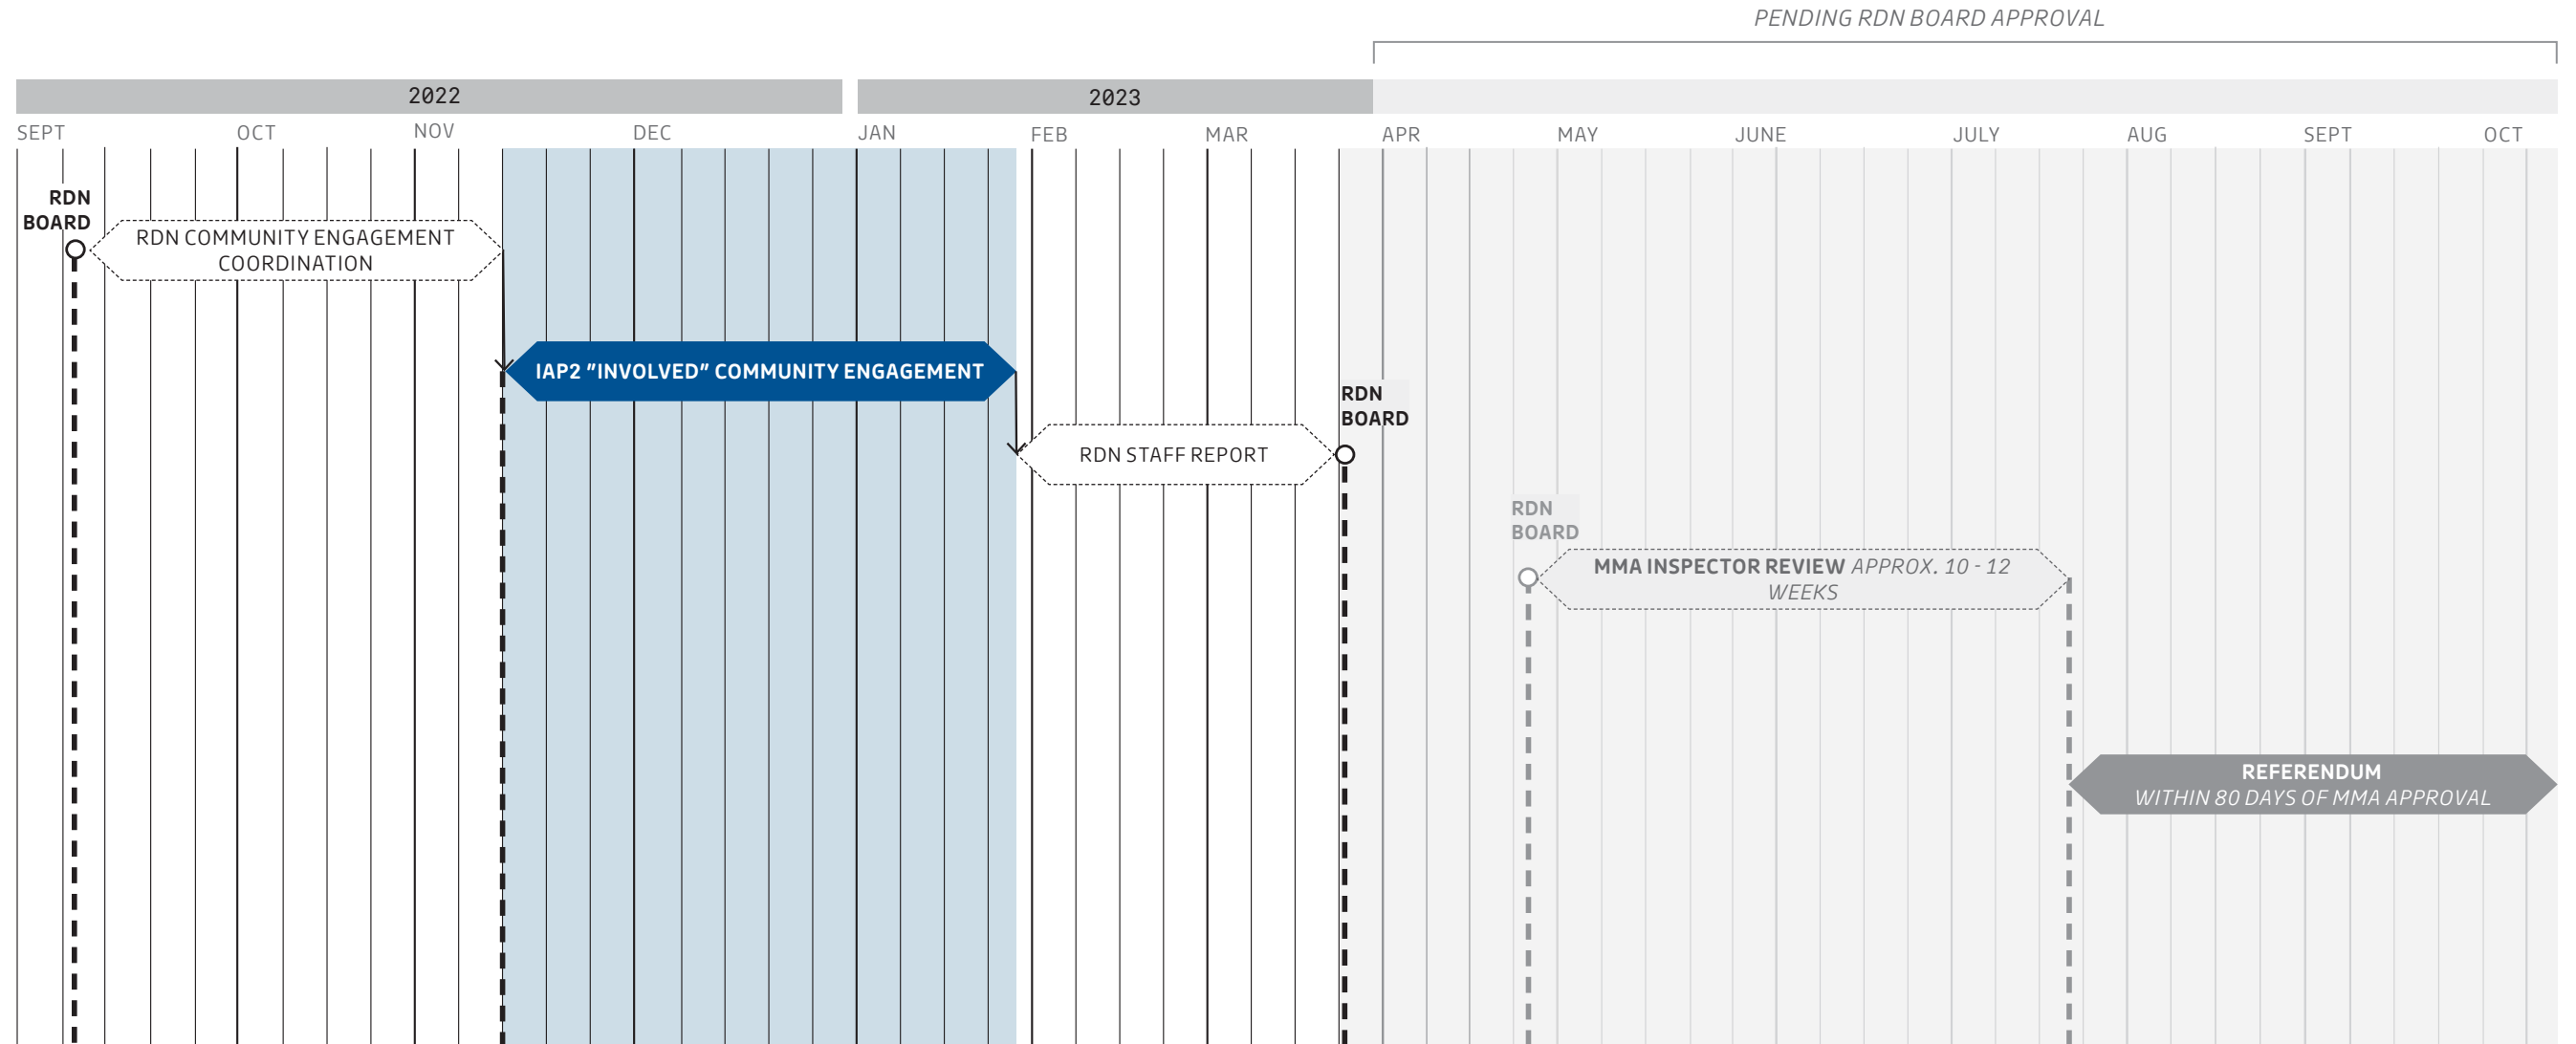 PENDING RDN BOARD APPROVAL
2022
2023
SEPT
OCT
NOV
DEC
JAN
FEB
MAR
APR
MAY
JUNE
JULY
AUG
SEPT
OCT
RDN
BOARD
RDN COMMUNITY ENGAGEMENT
COORDINATION
IAP2 "INVOLVED" COMMUNITY ENGAGEMENT
RDN
BOARD
RDN STAFF REPORT
RDN
BOARD
MMA INSPECTOR REVIEW APPROX. 10 - 12
WEEKS
REFERENDUM
WITHIN 80 DAYS OF MMA APPROVAL